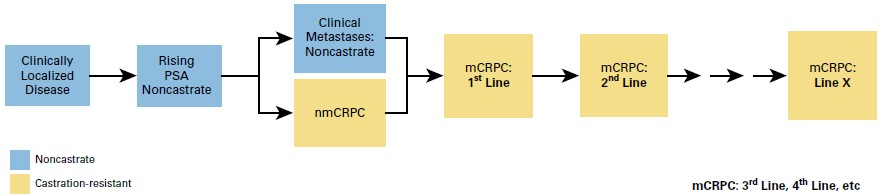 Clinically
Localized
Disease
Rising
PSA
Noncastrate
Clinical
Metastases:
Noncastrate
nmCRPC
mCRPC:
1st Line
mCRPC:
2nd Line
mCRPC:
Line X
Noncastrate
Castration-resistant
mCRPC: 3rd Line, 4th Line, etc